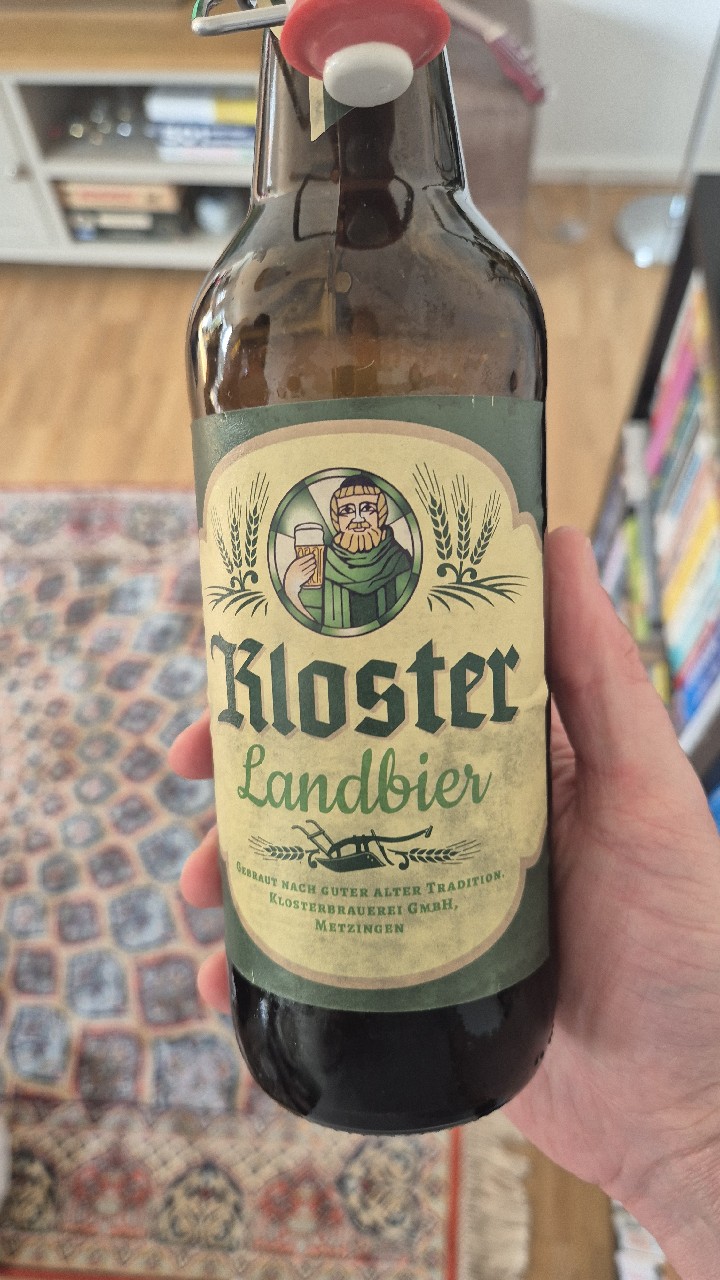 Kloster
Landbier
Gebraut nach guter alter Tradition.
Klosterbrauerei GmbH,
Metzingen